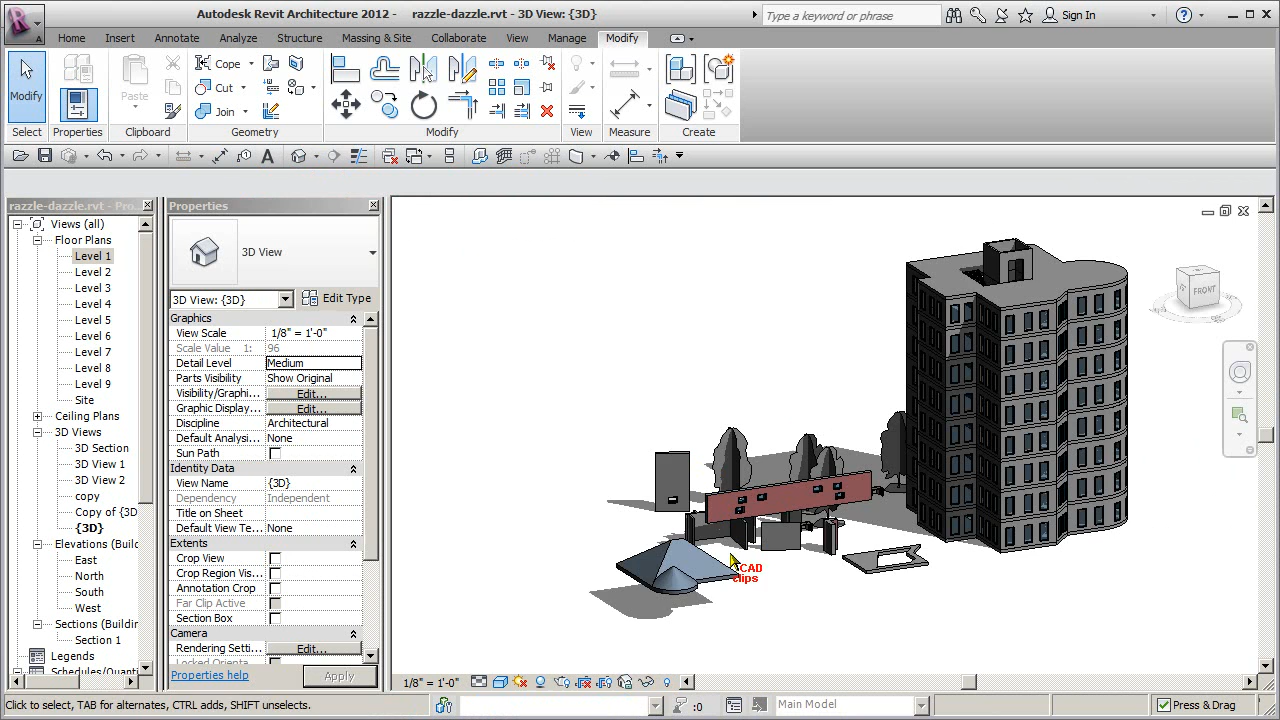 Autodesk Revit Architecture 2012 - razzle-dazzle.rvt - 3D View: {3D}
Type a keyword or phrase
Sign In
Home Insert Annotate Analyze Structure Massing & Site Collaborate View Manage Modify
Modify
Paste
Cope
Cut
Join
Select Properties Clipboard Geometry Modify View Measure Create
razzle-dazzle.rvt - Pro...
Views (all)
Floor Plans
Level 1
Level 2
Level 3
Level 4
Level 5
Level 6
Level 7
Level 8
Level 9
Site
Ceiling Plans
3D Views
3D Section
3D View 1
3D View 2
copy
Copy of {3D
{3D}
Elevations (Build
East
North
South
West
Sections (Building
Section 1
Legends
Schedules/Quanti
Properties
3D View
3D View: {3D}
Edit Type
Graphics
View Scale 1/8" = 1'-0"
Scale Value 1: 96
Detail Level Medium
Parts Visibility Show Original
Visibility/Graphi... Edit...
Graphic Display... Edit...
Discipline Architectural
Default Analysi... None
Sun Path
Identity Data
View Name {3D}
Dependency Independent
Title on Sheet
Default View Te... None
Extents
Crop View
Crop Region Vis...
Annotation Crop
Far Clip Active
Section Box
Camera
Rendering Setti... Edit...
Locked Orienta
Properties help
Apply
FRONT
CAD
clips
1/8" = 1'-0"
Click to select, TAB for alternates, CTRL adds, SHIFT unselects.
:0
Main Model
Press & Drag